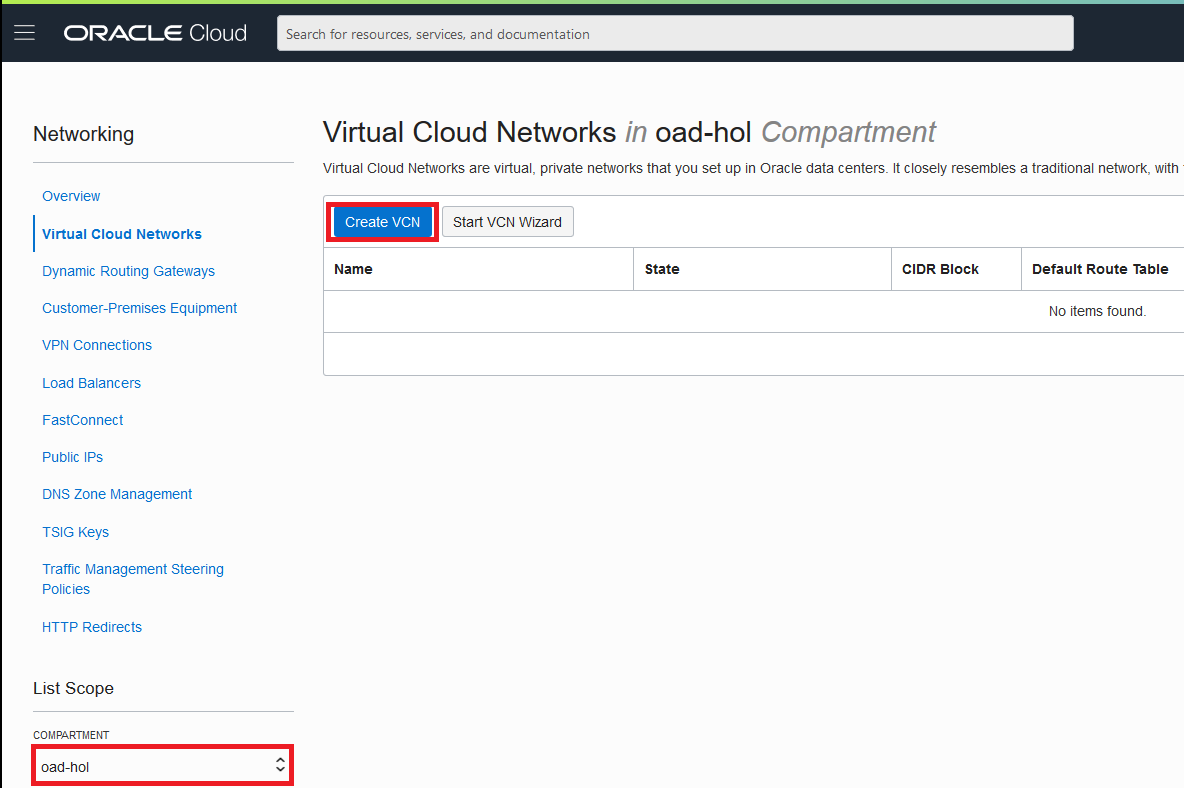 ORACLE Cloud
Search for resources, services, and documentation
Networking
Overview
Virtual Cloud Networks
Dynamic Routing Gateways
Customer-Premises Equipment
VPN Connections
Load Balancers
FastConnect
Public IPs
DNS Zone Management
TSIG Keys
Traffic Management Steering
Policies
HTTP Redirects
List Scope
COMPARTMENT
oad-hol
Virtual Cloud Networks in oad-hol Compartment
Virtual Cloud Networks are virtual, private networks that you set up in Oracle data centers. It closely resembles a traditional network, with
Create VCN Start VCN Wizard
Name State CIDR Block Default Route Table
No items found.